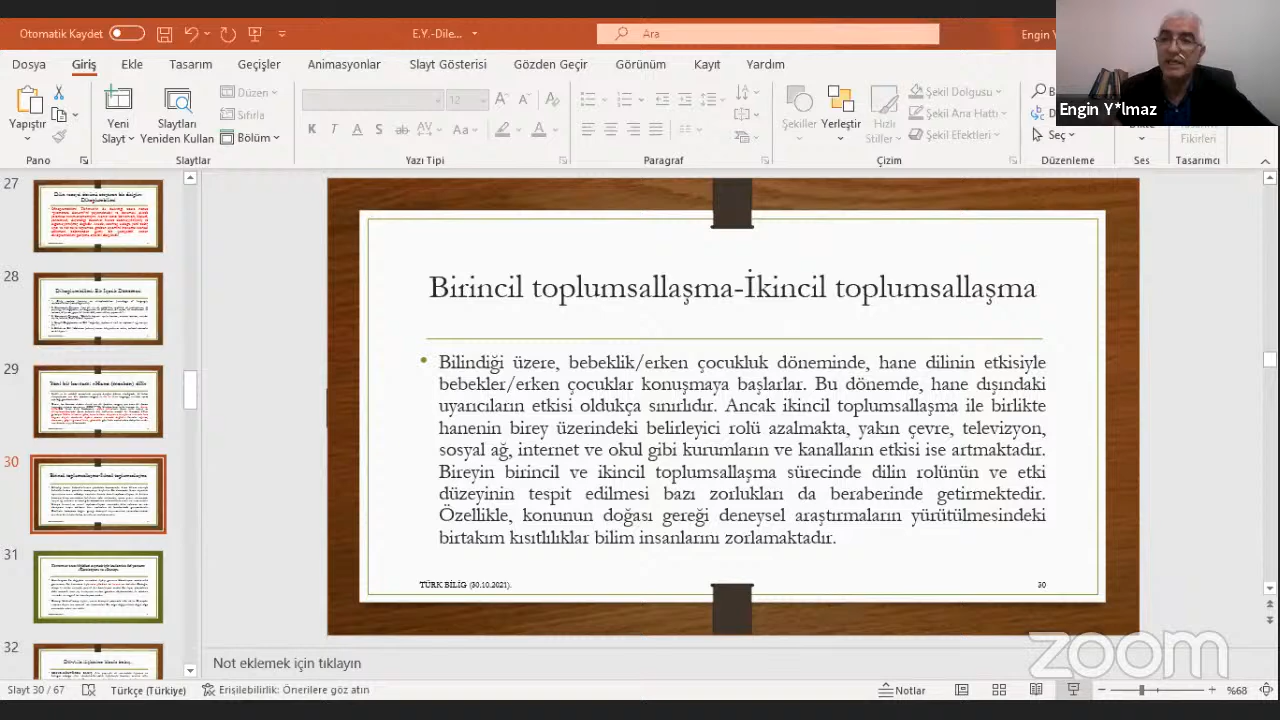 Otomatik Kaydet
E.Y.-Dile...
Ara
Engin Y
Dosya Giriş Ekle Tasarım Geçişler Animasyonlar Slayt Gösterisi Gözden Geçir Görünüm Kayıt Yardım
Engin Y*lmaz
Yapıştır
Yeni Slayt
Slaytları Yeniden Kullan
Düzen
Sıfırla
Bölüm
12
K T A S ab AV Aa A
Şekiller
Yerleştir
Hızlı Stiller
Şekil Dolgusu
Şekil Ana Hattı
Şekil Efektleri
Seç
Dikte
Tasarım Fikirleri
Pano Slaytlar Yazı Tipi Paragraf Çizim Düzenleme Ses Tasarımcı
27
28
29
30
31
32
Birincil toplumsallaşma-İkincil toplumsallaşma
• Bilindiği üzere, bebeklik/erken çocukluk döneminde, hane dilinin etkisiyle
bebekler/erken çocuklar konuşmaya başlarlar. Bu dönemde, hane dışındaki
uyarıcıların etkisi oldukça sınırlıdır. Ancak ikincil toplumsallaşma ile birlikte
hanenin birey üzerindeki belirleyici rolü azalmakta, yakın çevre, televizyon,
sosyal ağ, internet ve okul gibi kurumların ve kanalların etkisi ise artmaktadır.
Bireyin birincil ve ikincil toplumsallaşma sürecinde dilin rolünün ve etki
düzeyinin tespit edilmesi bazı zorlukları da beraberinde getirmektedir.
Özellikle, konunun doğası gereği deneysel araştırmaların yürütülmesindeki
birtakım kısıtlılıklar bilim insanlarını zorlamaktadır.
TÜRK BİLİG (30.10.2021).
30
Not eklemek için tıklayın
zoom
Slayt 30 / 67 Türkçe (Türkiye) Erişilebilirlik: Önerilere göz atın Notlar %68